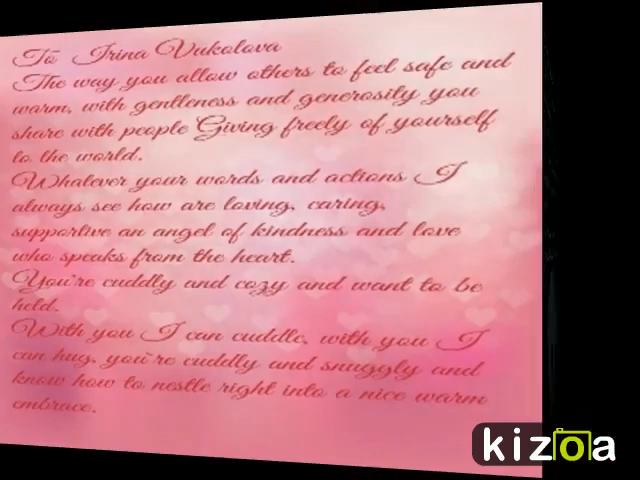 To Irina Vukolova
The way you allow others to feel safe and
warm, with gentleness and generosity you
share with people Giving freely of yourself
to the world.
Whatever your words and actions I
always see how are loving, caring,
supportive an angel of kindness and love
who speaks from the heart.
You're cuddly and cozy and want to be
held.
With you I can cuddle, with you I
can hug, you're cuddly and snuggly and
know how to nestle right into a nice warm
embrace.
kizoa